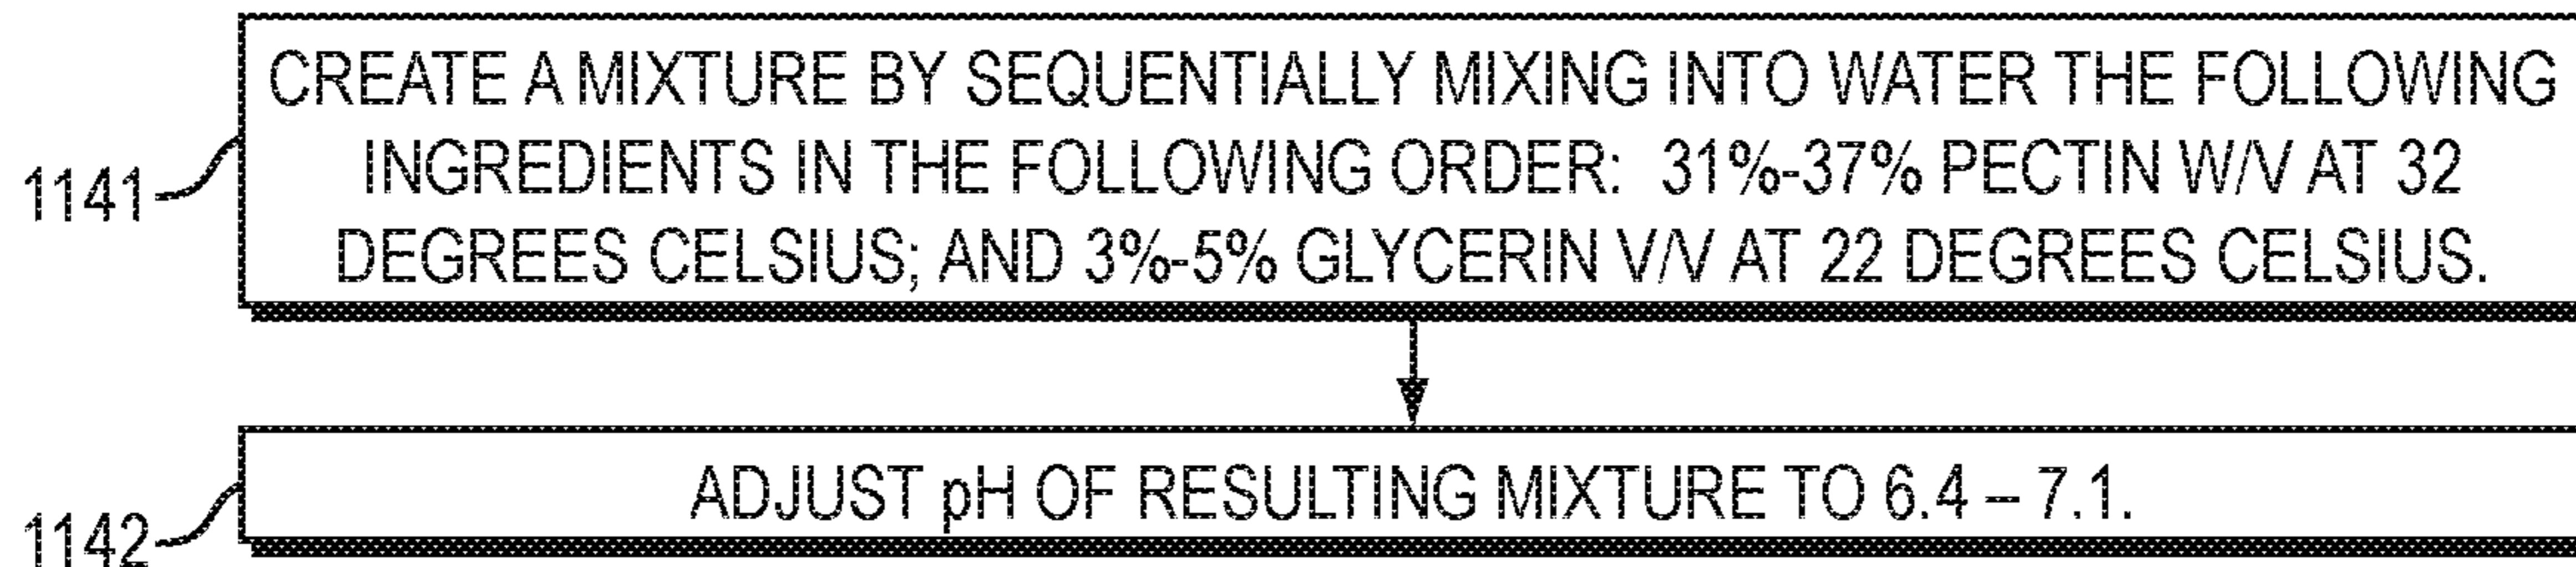 CREATE A MIXTURE BY SEQUENTIALLY MIXING INTO WATER THE FOLLOWING
INGREDIENTS IN THE FOLLOWING ORDER: 31%-37% PECTIN W/V AT 32
1141
DEGREES CELSIUS; AND 3%-5% GLYCERIN V/V AT 22 DEGREES CELSIUS.
ADJUST pH OF RESULTING MIXTURE TO 6.4 – 7.1.
1142